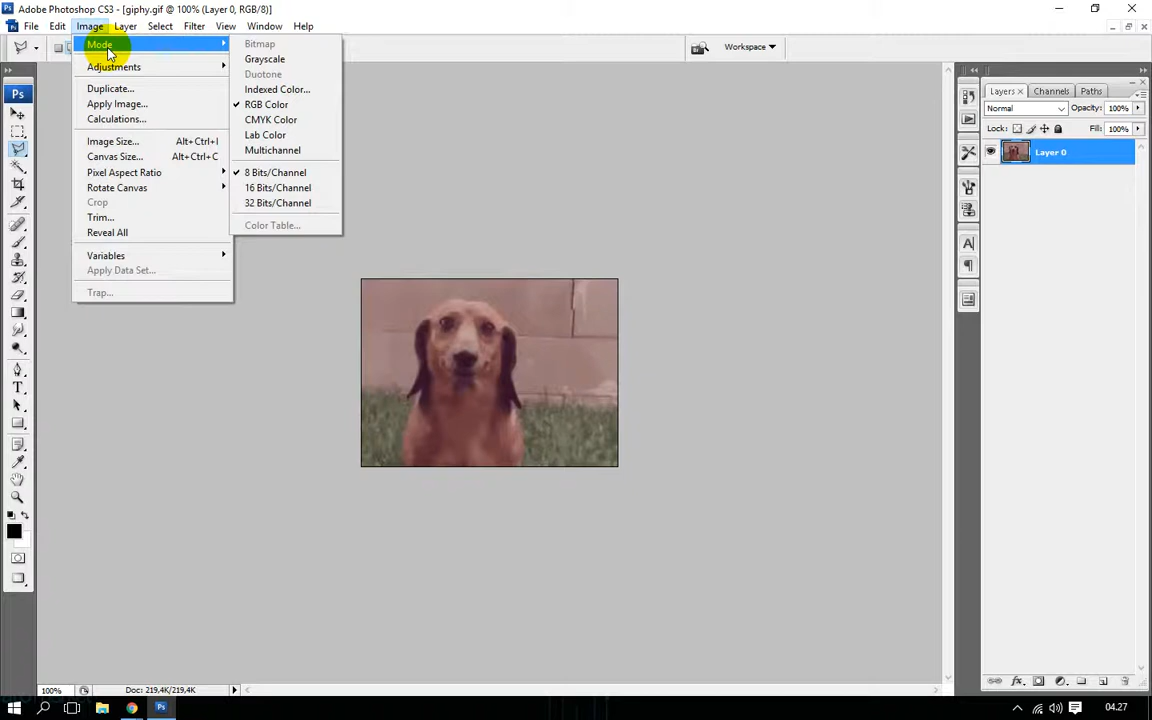 Adobe Photoshop CS3 - [giphy.gif @ 100% (Layer 0, RGB/8)]
File Edit Image Layer Select Filter View Window Help
Mode
Adjustments
Duplicate...
Apply Image...
Calculations...
Image Size... Alt+Ctrl+I
Canvas Size... Alt+Ctrl+C
Pixel Aspect Ratio
Rotate Canvas
Crop
Trim...
Reveal All
Variables
Apply Data Set...
Trap...
Bitmap
Grayscale
Duotone
Indexed Color...
RGB Color
CMYK Color
Lab Color
Multichannel
8 Bits/Channel
16 Bits/Channel
32 Bits/Channel
Color Table...
Workspace
Ps
Layers Channels Paths
Normal Opacity: 100%
Lock: Fill: 100%
Layer 0
100% Doc: 219,4K/219,4K
Ps
04.27